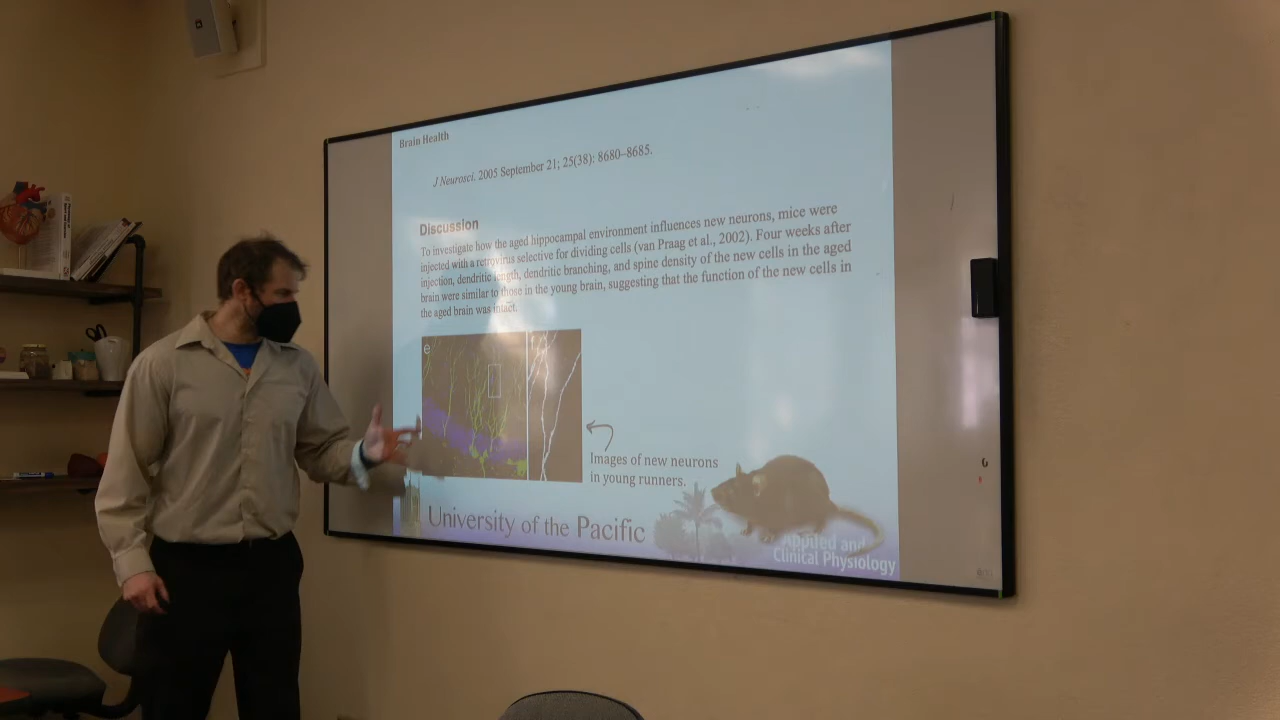 Brain Health
J Neurosci. 2005 September 21; 25(38): 8680–8685.
Discussion
To investigate how the aged hippocampal environment influences new neurons, mice were
injected with a retrovirus selective for dividing cells (van Praag et al., 2002). Four weeks after
injection, dendritic length, dendritic branching, and spine density of the new cells in the aged
brain were similar to those in the young brain, suggesting that the function of the new cells in
the aged brain was intact.
e
Images of new neurons
in young runners.
University of the Pacific
Applied and
Clinical Physiology